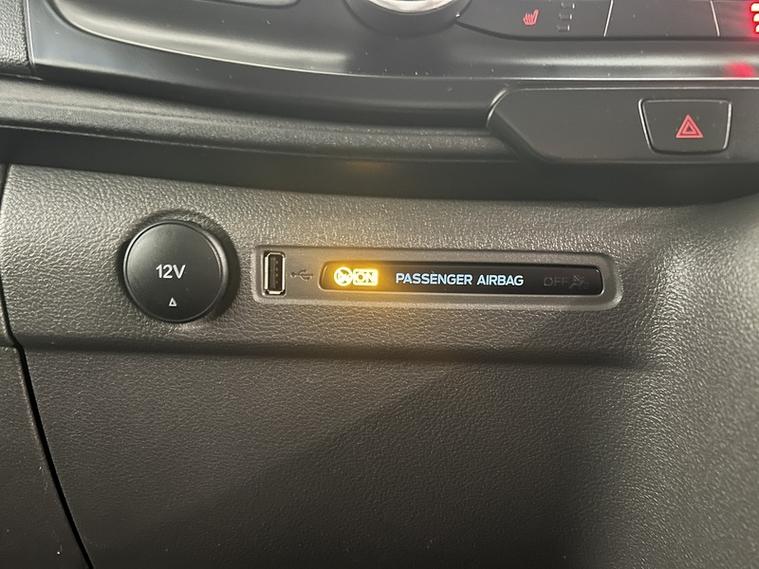 12V
ON PASSENGER AIRBAG OFF